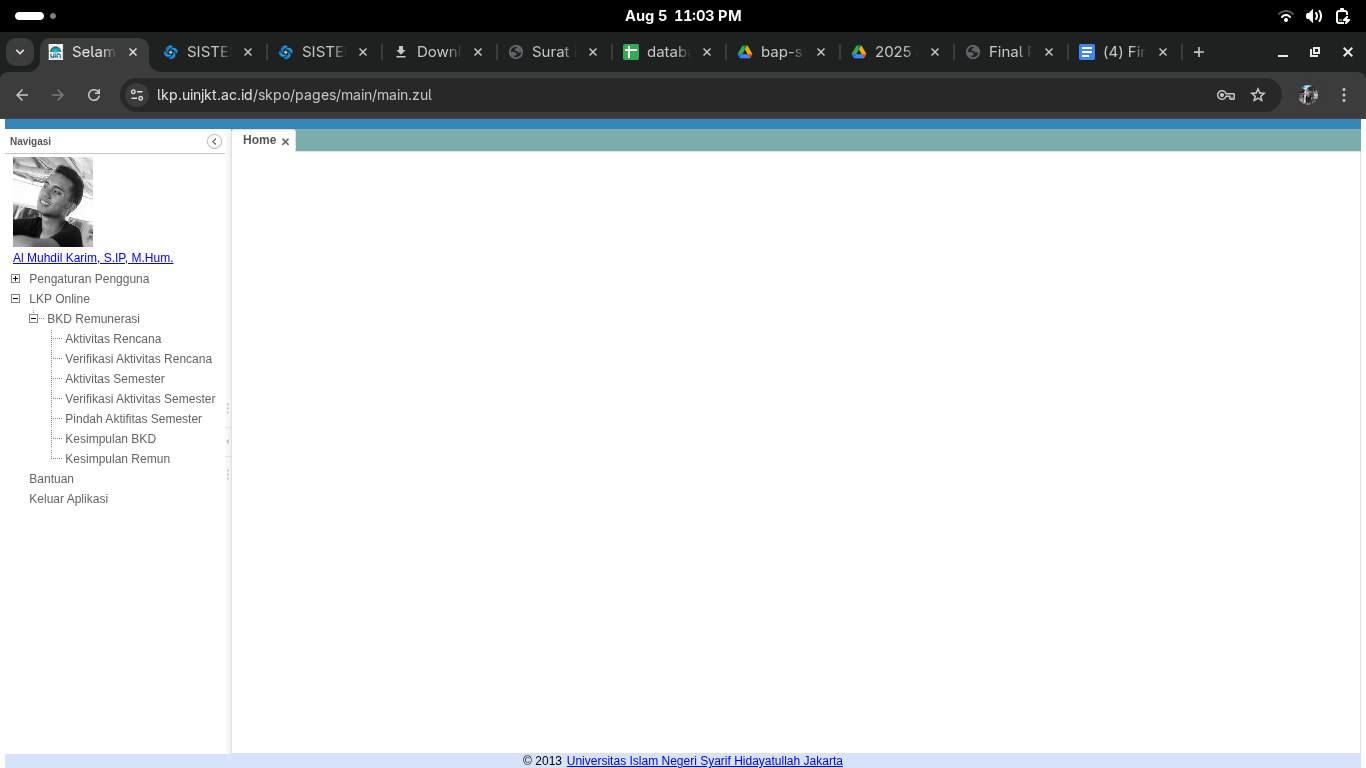 Aug 5 11:03 PM
Selam
SISTE
SISTE
Downl
Surat
databa
bap-s
2025
Final
(4) Fir
lkp.uinjkt.ac.id/skpo/pages/main/main.zul
Navigasi
Home
Al Muhdil Karim, S.IP, M.Hum.
Pengaturan Pengguna
LKP Online
BKD Remunerasi
Aktivitas Rencana
Verifikasi Aktivitas Rencana
Aktivitas Semester
Verifikasi Aktivitas Semester
Pindah Aktifitas Semester
Kesimpulan BKD
Kesimpulan Remun
Bantuan
Keluar Aplikasi
© 2013 Universitas Islam Negeri Syarif Hidayatullah Jakarta